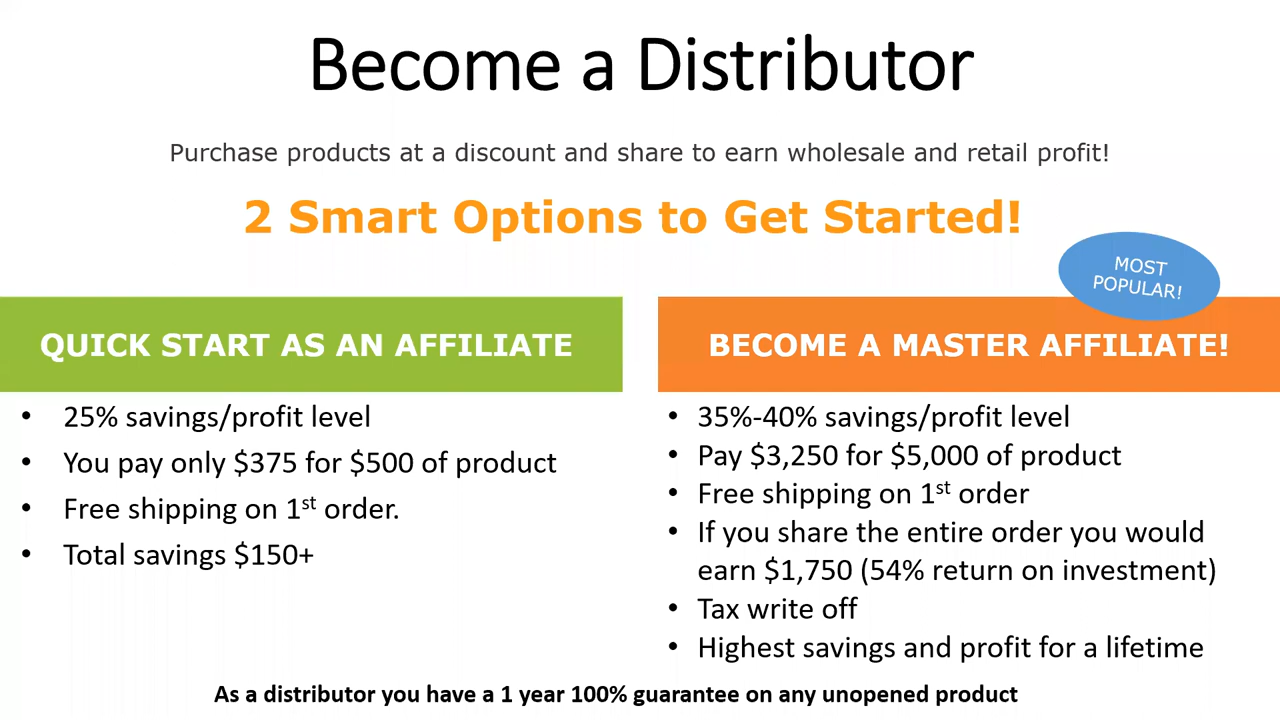 Become a Distributor
Purchase products at a discount and share to earn wholesale and retail profit!
2 Smart Options to Get Started!
MOST
POPULAR!
QUICK START AS AN AFFILIATE
• 25% savings/profit level
• You pay only $375 for $500 of product
• Free shipping on 1st order.
• Total savings $150+
BECOME A MASTER AFFILIATE!
• 35%-40% savings/profit level
• Pay $3,250 for $5,000 of product
• Free shipping on 1st order
• If you share the entire order you would
earn $1,750 (54% return on investment)
• Tax write off
• Highest savings and profit for a lifetime
As a distributor you have a 1 year 100% guarantee on any unopened product